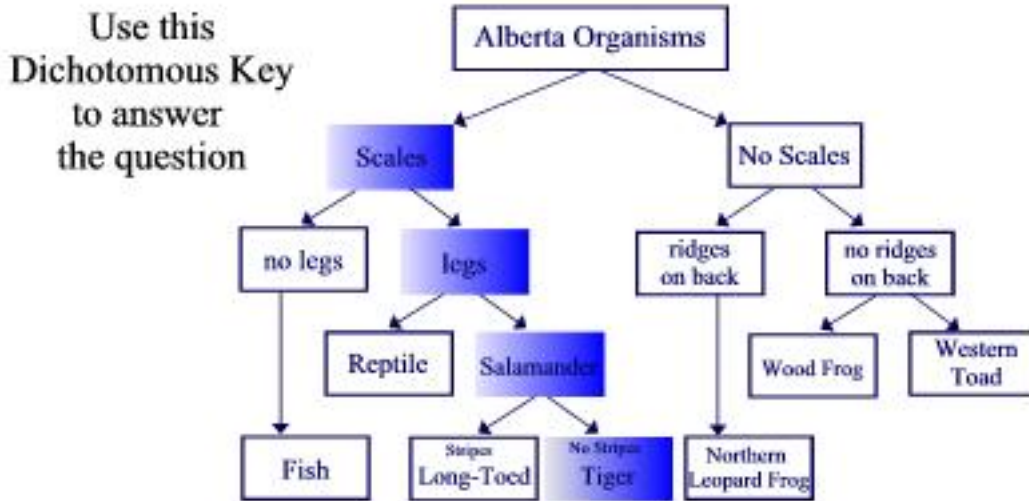 Use this
Dichotomous Key
to answer
the question
Alberta Organisms
Scales
No Scales
no legs
legs
ridges
on back
no ridges
on back
Reptile
Salamander
Wood Frog
Western
Toad
Fish
Stripes
Long-Toed
No Stripes
Tiger
Northern
Leopard Frog